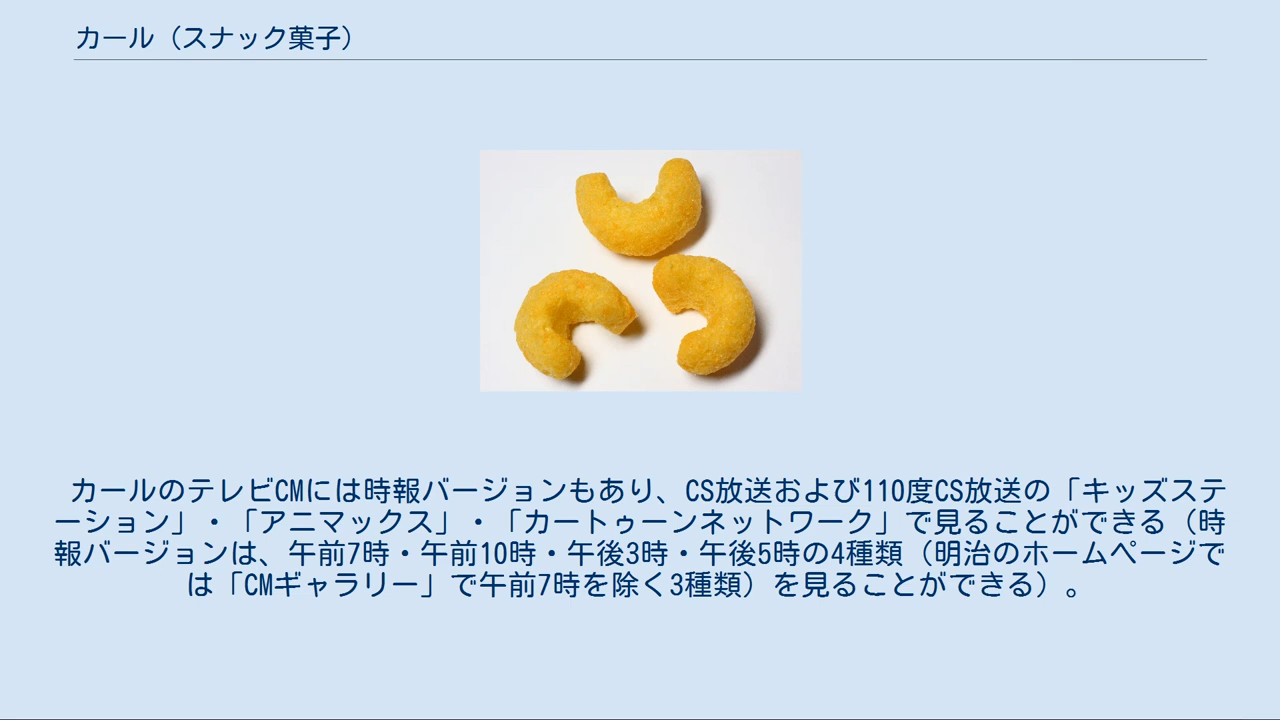 カール（スナック菓子）
カールのテレビCMには時報バージョンもあり、CS放送および110度CS放送の「キッズステ
ーション」・「アニマックス」・「カートゥーンネットワーク」で見ることができる（時
報バージョンは、午前7時・午前10時・午後3時・午後5時の4種類（明治のホームページで
は「CMギャラリー」で午前7時を除く3種類）を見ることができる）。